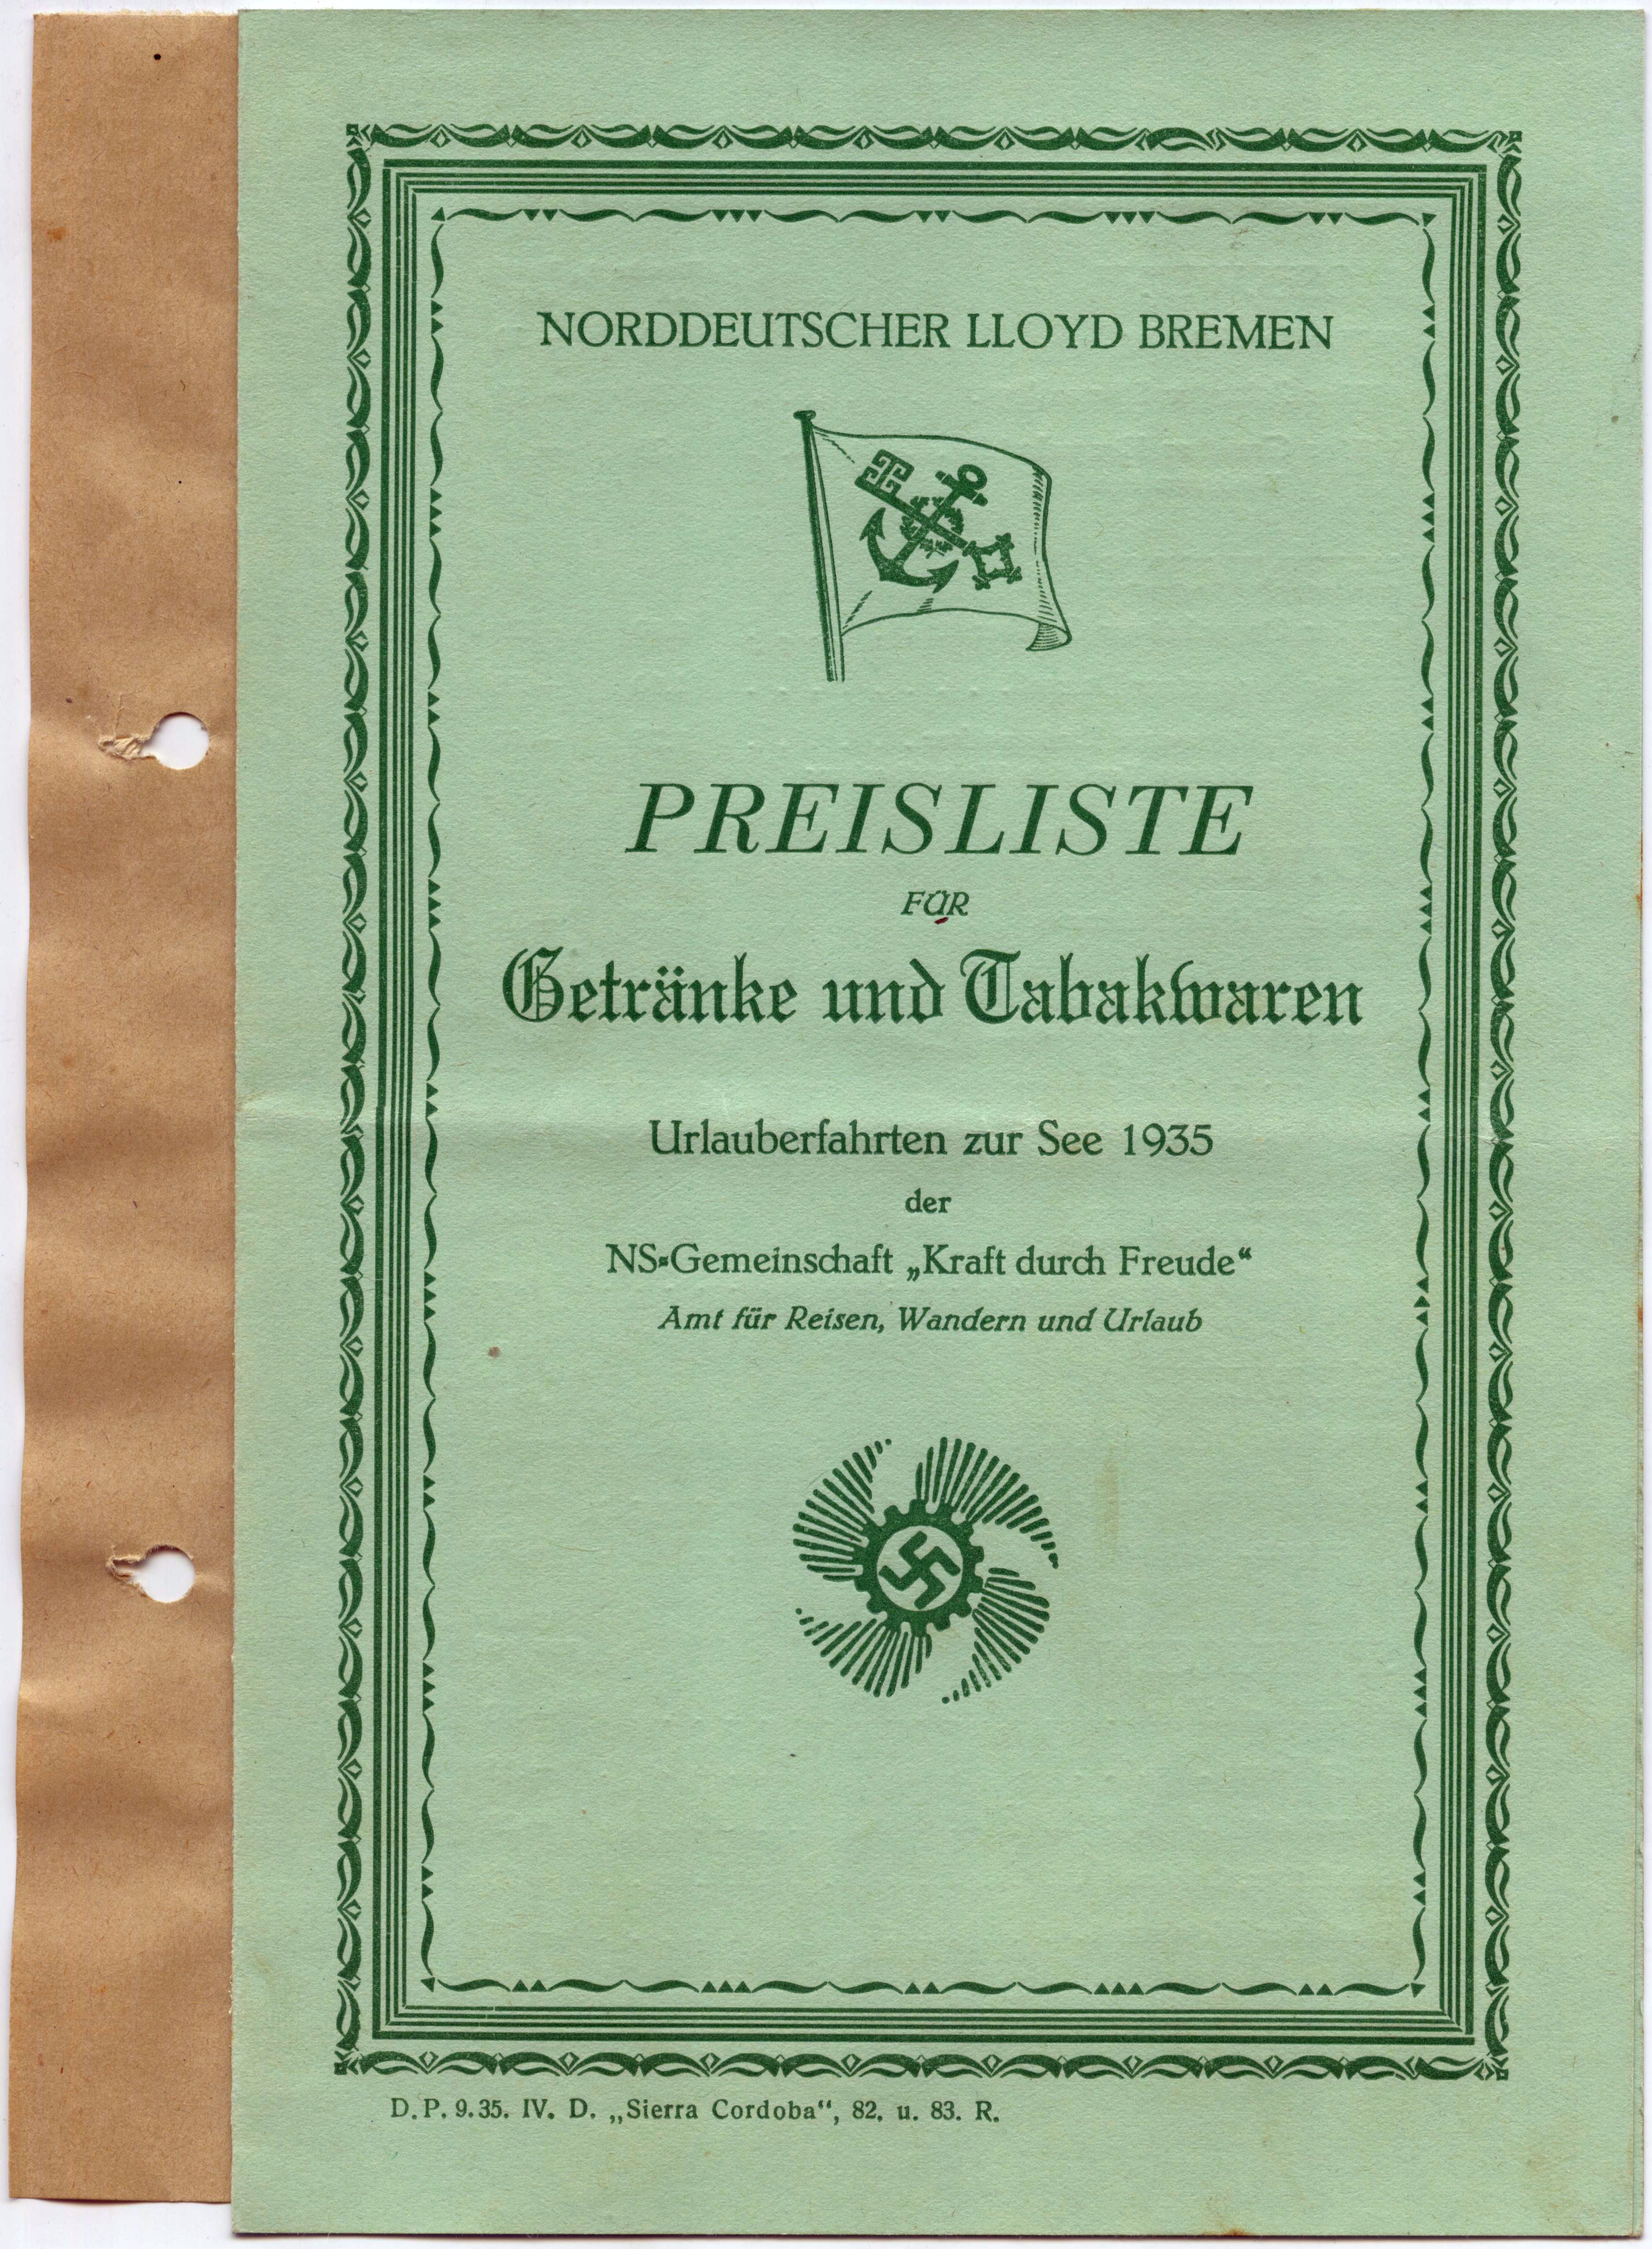 NORDDEUTSCHER LLOYD BREMEN
PREISLISTE
FÜR
Getränke und Tabakwaren
Urlauberfahrten zur See 1935
der
NS-Gemeinschaft „Kraft durch Freude“
Amt für Reisen, Wandern und Urlaub
D. P. 9. 35. IV. D. „Sierra Cordoba“, 82. u. 83. R.